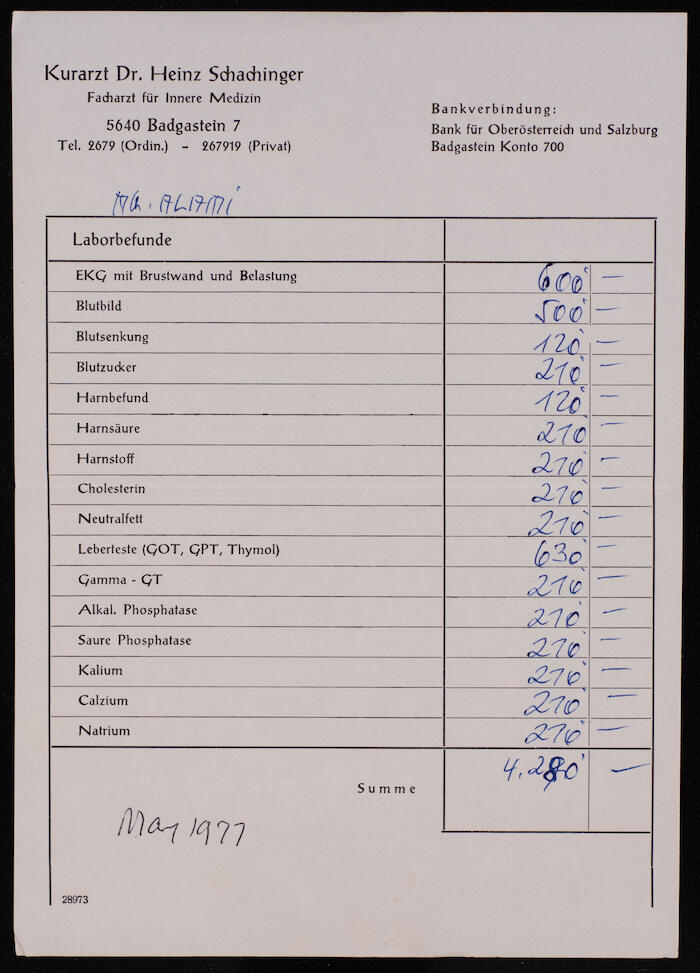 Kurarzt Dr. Heinz Schachinger
Facharzt für Innere Medizin
5640 Badgastein 7
Tel. 2679 (Ordin.) - 267919 (Privat)
Bankverbindung:
Bank für Oberösterreich und Salzburg
Badgastein Konto 700
ALAMI
Laborbefunde
EKG mit Brustwand und Belastung 600 —
Blutbild 500 —
Blutsenkung 120 —
Blutzucker 210 —
Harnbefund 120 —
Harnsäure 210 —
Harnstoff 210 —
Cholesterin 210 —
Neutralfett 210 —
Leberteste (GOT, GPT, Thymol) 630 —
Gamma - GT 210 —
Alkal. Phosphatase 210 —
Saure Phosphatase 210 —
Kalium 210 —
Calzium 210 —
Natrium 210 —
Summe 4.280 —
May 1977
28973